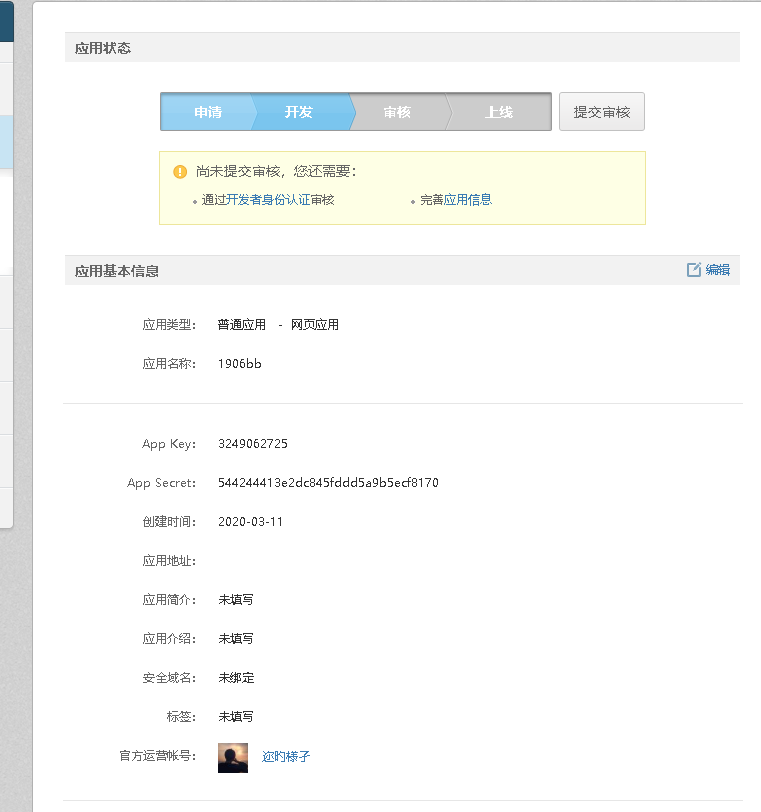 应用状态
申请 开发 审核 上线 提交审核
尚未提交审核，您还需要：
• 通过开发者身份认证审核 • 完善应用信息
应用基本信息 编辑
应用类型： 普通应用 - 网页应用
应用名称： 1906bb
App Key： 3249062725
App Secret： 544244413e2dc845fddd5a9b5ecf8170
创建时间： 2020-03-11
应用地址：
应用简介： 未填写
应用介绍： 未填写
安全域名： 未绑定
标签： 未填写
官方运营帐号：